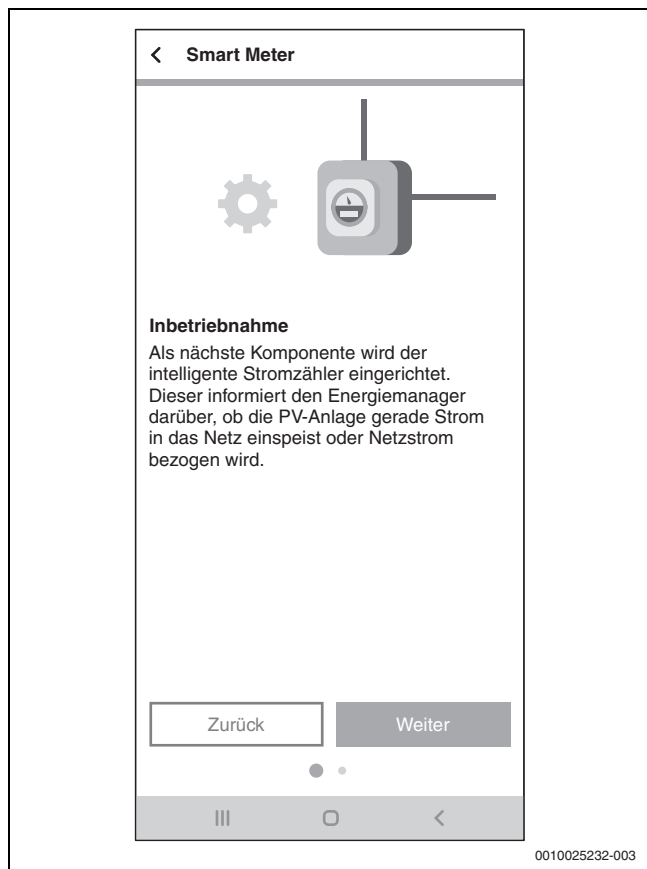 Smart Meter
Inbetriebnahme
Als nächste Komponente wird der
intelligente Stromzähler eingerichtet.
Dieser informiert den Energiemanager
darüber, ob die PV-Anlage gerade Strom
in das Netz einspeist oder Netzstrom
bezogen wird.
Zurück
Weiter
0010025232-003